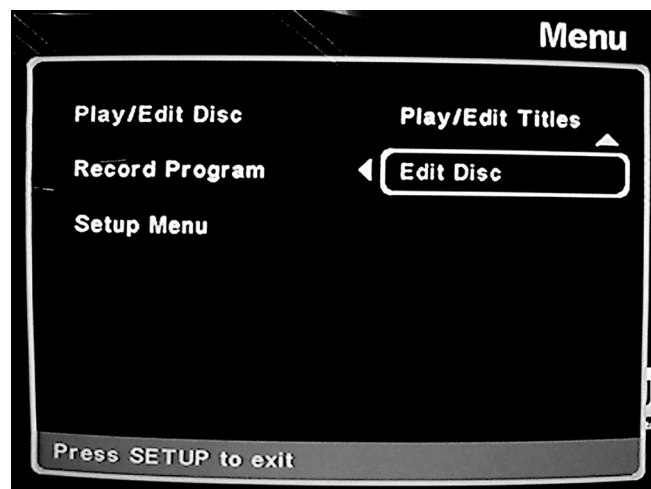 Menu
Play/Edit Disc
Record Program
Setup Menu
Play/Edit Titles
Edit Disc
Press SETUP to exit